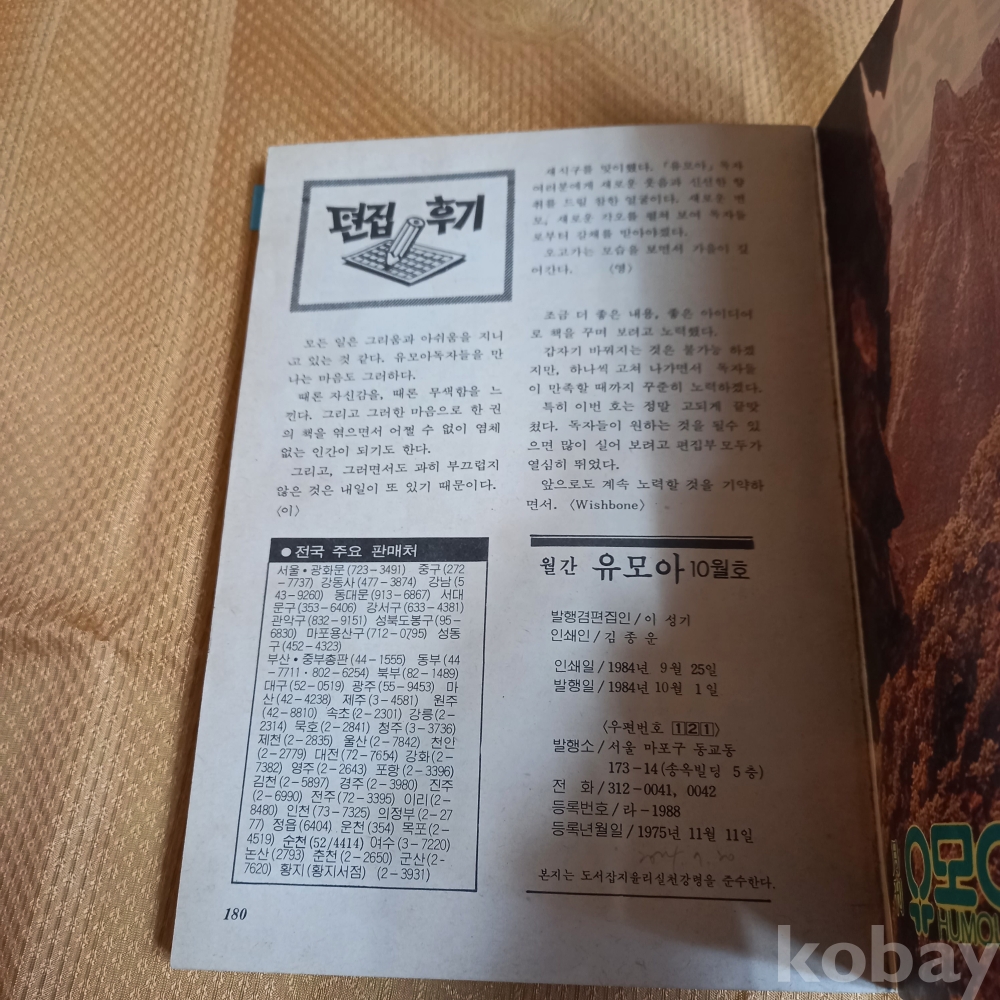 편집 후기
모든 일은 그리움과 아쉬움을 지니
고 있는 것 같다. 유모아독자들을 만
나는 마음도 그러하다.
때론 자신감을, 때론 무색함을 느
낀다. 그리고 그러한 마음으로 한 권
의 책을 엮으면서 어쩔 수 없이 염체
없는 인간이 되기도 한다.
그리고, 그러면서도 과히 부끄럽지
않은 것은 내일이 또 있기 때문이다.
〈이〉
새식구를 맞이했다. 「유모아」 독자
여러분에게 새로운 웃음과 신선한 향
취를 드릴 참한 얼굴이다. 새로운 면
모, 새로운 각오를 펼쳐 보여 독자들
로부터 갈채를 받아야겠다.
오고가는 모습을 보면서 가을이 깊
어간다. 〈영〉
조금 더 좋은 내용, 좋은 아이디어
로 책을 꾸며 보려고 노력했다.
갑자기 바꿔지는 것은 불가능 하겠
지만, 하나씩 고쳐 나가면서 독자들
이 만족할 때까지 꾸준히 노력하겠다.
특히 이번 호는 정말 고되게 끝맞
쳤다. 독자들이 원하는 것을 될수 있
으면 많이 실어 보려고 편집부 모두가
열심히 뛰었다.
앞으로도 계속 노력할 것을 기약하
면서. 〈Wishbone〉
● 전국 주요 판매처
서울•광화문(723-3491) 중구(272
-7737) 강동사(477-3874) 강남(5
43-9260) 동대문(913-6867) 서대
문구(353-6406) 강서구(633-4381)
관악구(832-9151) 성북도봉구(95-
6830) 마포용산구(712-0795) 성동
구(452-4323)
부산•중부총판(44-1555) 동부(44
-7711·802-6254) 북부(82-1489)
대구(52-0519) 광주(55-9453) 마
산(42-4238) 제주(3-4581) 원주
(42-8810) 속초(2-2301) 강릉(2-
2314) 묵호(2-2841) 청주(3-3736)
제천(2-2835) 울산(2-7842) 천안
(2-2779) 대전(72-7654) 강화(2-
7382) 영주(2-2643) 포항(2-3396)
김천(2-5897) 경주(2-3980) 진주
(2-6990) 전주(72-3395) 이리(2-
8480) 인천(73-7325) 의정부(2-27
77) 정읍(6404) 운천(354) 목포(2-
4519) 순천(52/4414) 여수(3-7220)
논산(2793) 춘천(2-2650) 군산(2-
7620) 황지(황지서점) (2-3931)
월간 유모아 10월호
발행겸편집인/이 성기
인쇄인/김 종 운
인쇄일/1984년 9월 25일
발행일/1984년 10월 1일
〈우편번호 121〉
발행소/서울 마포구 동교동
173-14(송옥빌딩 5층)
전 화/312-0041, 0042
등록번호/라-1988
등록년월일/1975년 11월 11일
본지는 도서잡지윤리실천강령을 준수한다.
180
유모아
HUMOU
kobay